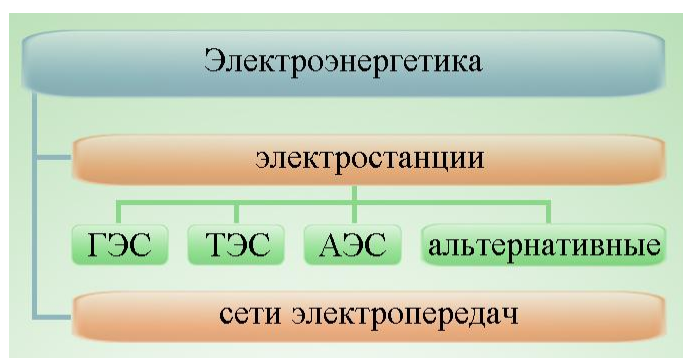 Электроэнергетика
электростанции
ГЭС ТЭС АЭС альтернативные
сети электропередач